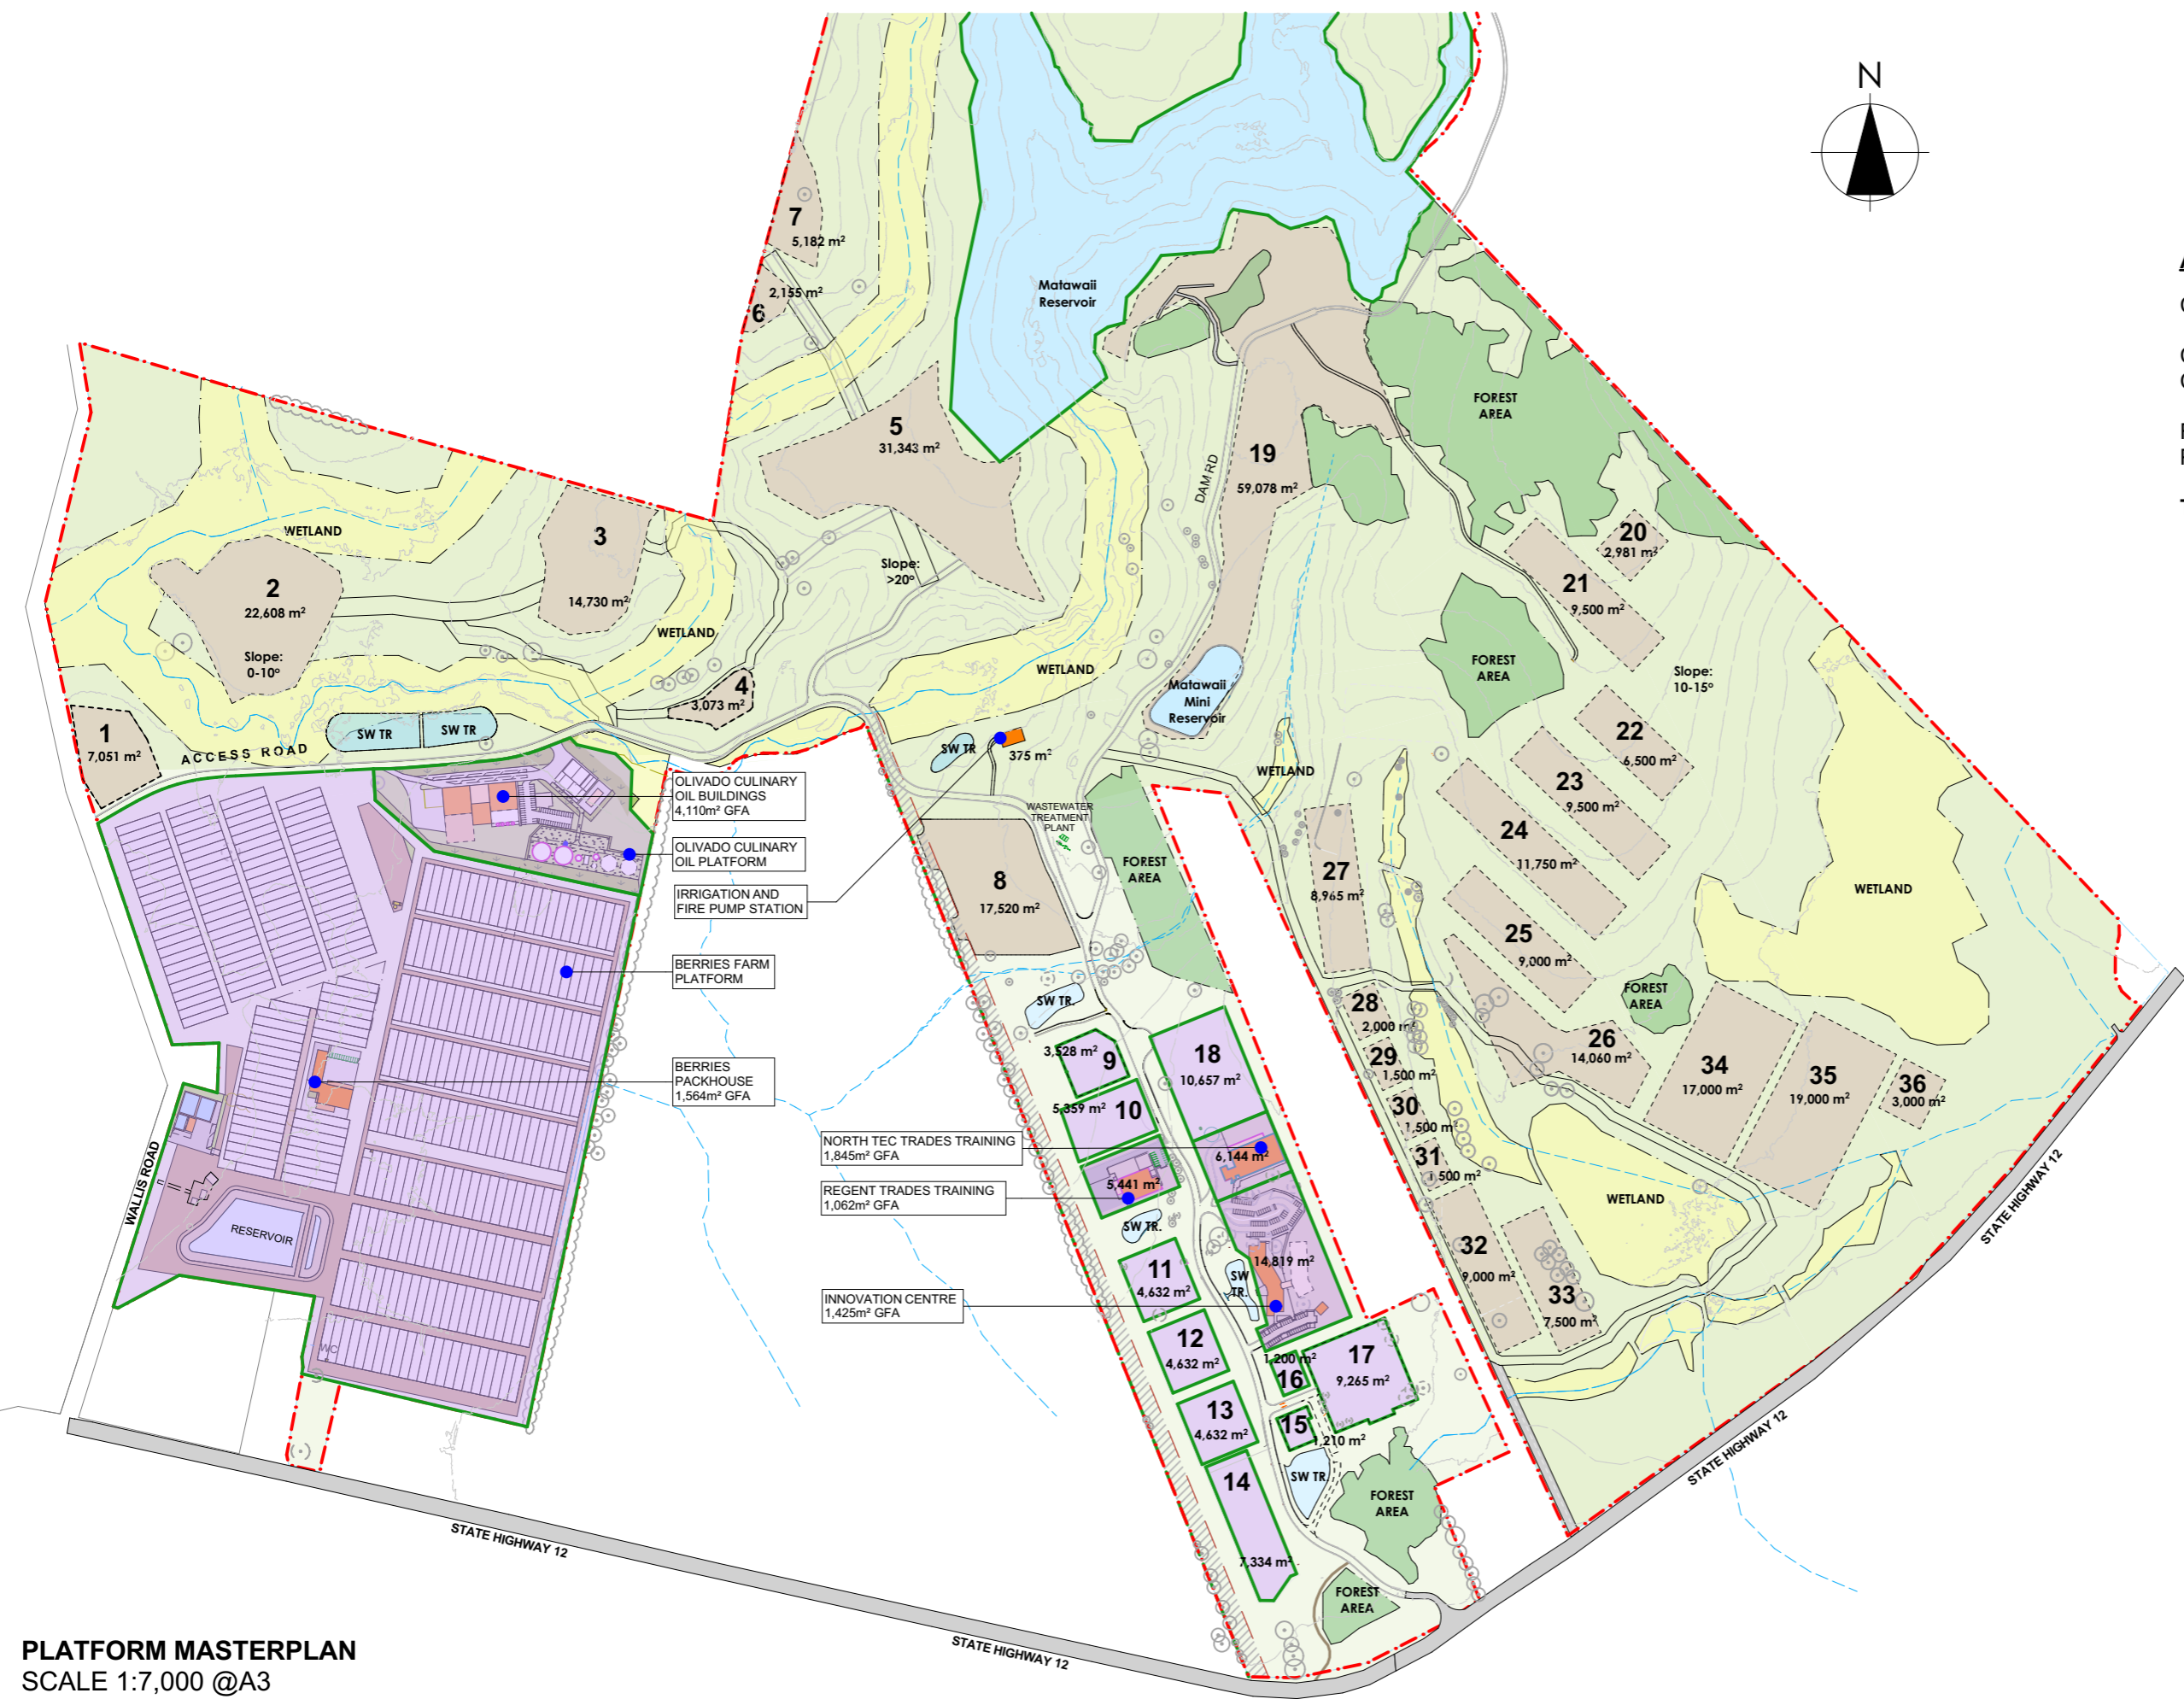 N
7
5,182 m²
2,155 m²
6
Matawaii
Reservoir
5
31,343 m²
FOREST
AREA
19
59,078 m²
DAM RD
WETLAND
3
14,730 m²
2
22,608 m²
Slope:
0-10°
WETLAND
Slope:
>20°
20
2,981 m²
21
9,500 m²
FOREST
AREA
Slope:
10-15°
WETLAND
4
3,073 m²
Matawaii
Mini
Reservoir
1
7,051 m²
ACCESS ROAD
SW TR
SW TR
SW TR
375 m²
22
6,500 m²
23
9,500 m²
24
11,750 m²
WETLAND
OLIVADO CULINARY
OIL BUILDINGS
4,110m² GFA
OLIVADO CULINARY
OIL PLATFORM
IRRIGATION AND
FIRE PUMP STATION
WASTEWATER
TREATMENT
PLANT
FOREST
AREA
8
17,520 m²
27
8,965 m²
WETLAND
25
9,000 m²
BERRIES FARM
PLATFORM
SW TR.
FOREST
AREA
28
2,000 m²
29
1,500 m²
30
1,500 m²
31
1,500 m²
26
14,060 m²
34
17,000 m²
35
19,000 m²
36
3,000 m²
3,528 m²
9
18
10,657 m²
5,359 m²
10
BERRIES
PACKHOUSE
1,564m² GFA
NORTH TEC TRADES TRAINING
1,845m² GFA
6,144 m²
REGENT TRADES TRAINING
1,062m² GFA
5,441 m²
SW TR.
WALLIS ROAD
RESERVOIR
WETLAND
STATE HIGHWAY 12
11
4,632 m²
14,819 m²
SW
TR.
INNOVATION CENTRE
1,425m² GFA
32
9,000 m²
33
7,500 m²
WC
12
4,632 m²
1,200 m²
16
17
9,265 m²
13
4,632 m²
15
1,210 m²
14
7,334 m²
SW TR.
FOREST
AREA
STATE HIGHWAY 12
FOREST
AREA
STATE HIGHWAY 12
STATE HIGHWAY 12
PLATFORM MASTERPLAN
SCALE 1:7,000 @A3